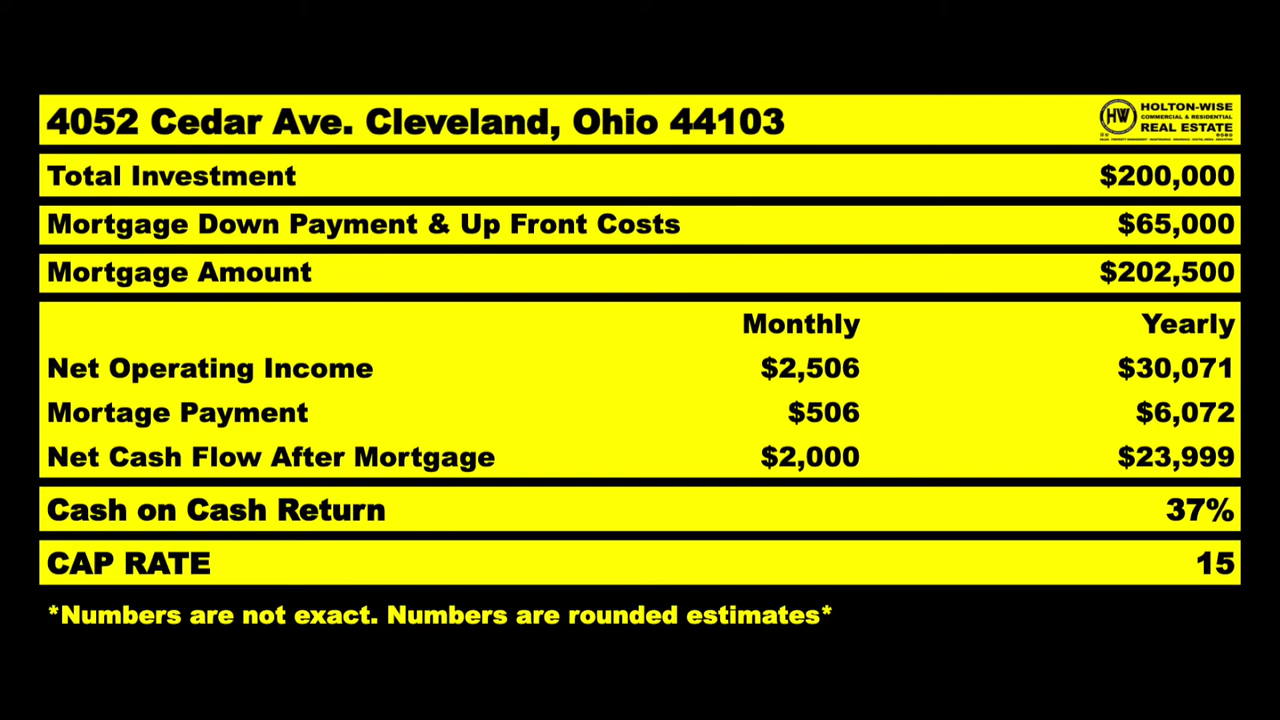 4052 Cedar Ave. Cleveland, Ohio 44103
HW
HOLTON-WISE
COMMERCIAL & RESIDENTIAL
REAL ESTATE
Total Investment $200,000
Mortgage Down Payment & Up Front Costs $65,000
Mortgage Amount $202,500
Monthly Yearly
Net Operating Income $2,506 $30,071
Mortage Payment $506 $6,072
Net Cash Flow After Mortgage $2,000 $23,999
Cash on Cash Return 37%
CAP RATE 15
*Numbers are not exact. Numbers are rounded estimates*